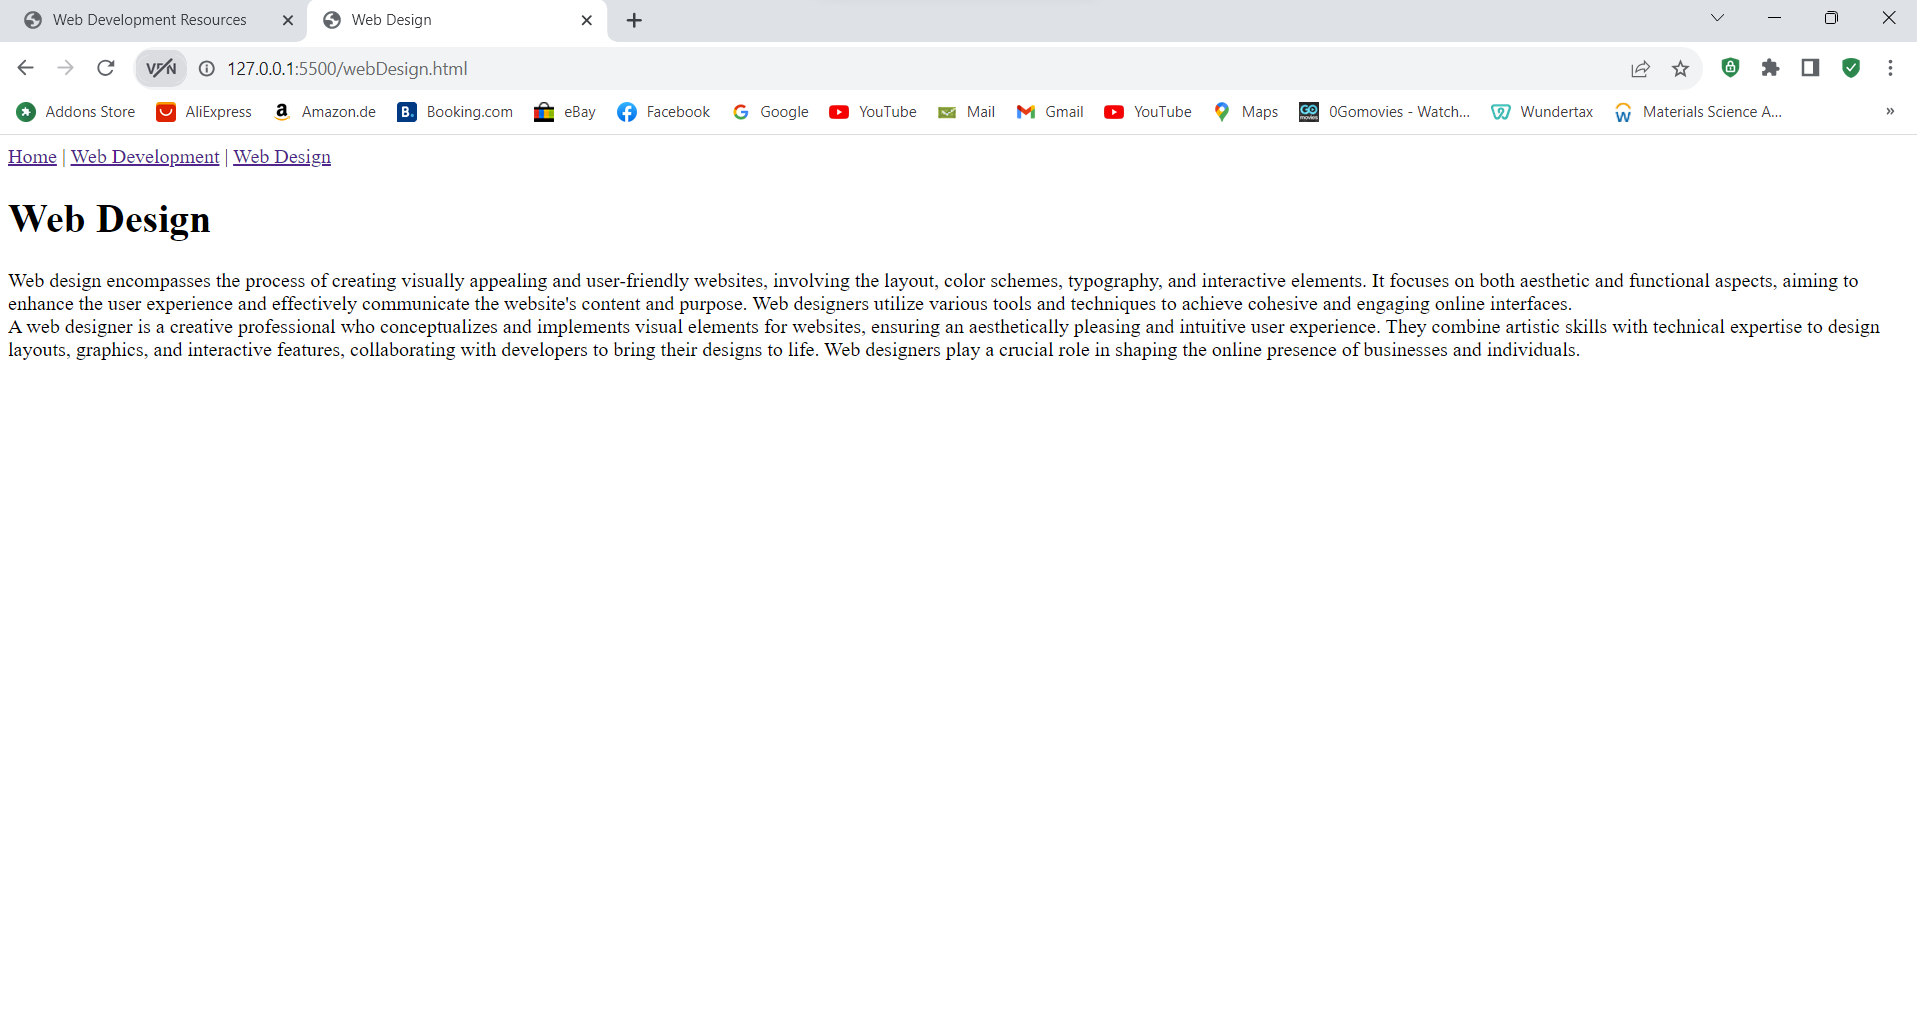 Web Development Resources
Web Design
VPN
127.0.0.1:5500/webDesign.html
Addons Store AliExpress Amazon.de Booking.com eBay Facebook Google YouTube Mail Gmail YouTube Maps 0Gomovies - Watch... Wundertax Materials Science A... »
Home | Web Development | Web Design
Web Design
Web design encompasses the process of creating visually appealing and user-friendly websites, involving the layout, color schemes, typography, and interactive elements. It focuses on both aesthetic and functional aspects, aiming to
enhance the user experience and effectively communicate the website's content and purpose. Web designers utilize various tools and techniques to achieve cohesive and engaging online interfaces.
A web designer is a creative professional who conceptualizes and implements visual elements for websites, ensuring an aesthetically pleasing and intuitive user experience. They combine artistic skills with technical expertise to design
layouts, graphics, and interactive features, collaborating with developers to bring their designs to life. Web designers play a crucial role in shaping the online presence of businesses and individuals.